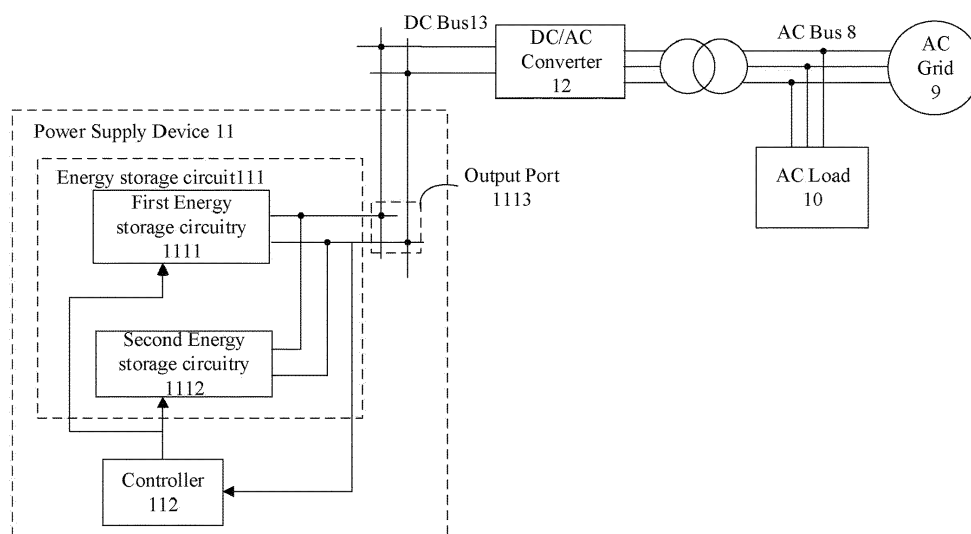 DC Bus13
DC/AC
Converter
12
AC Bus 8
AC
Grid
9
Power Supply Device 11
Energy storage circuit111
First Energy
storage circuitry
1111
Output Port
1113
AC Load
10
Second Energy
storage circuitry
1112
Controller
112